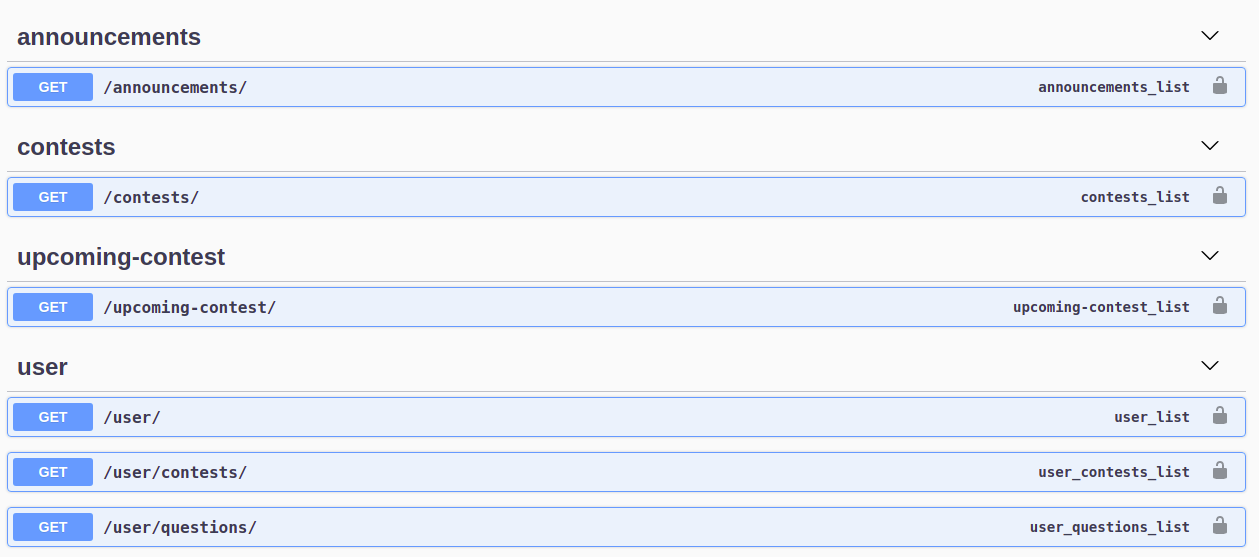 announcements
GET /announcements/ announcements_list
contests
GET /contests/ contests_list
upcoming-contest
GET /upcoming-contest/ upcoming-contest_list
user
GET /user/ user_list
GET /user/contests/ user_contests_list
GET /user/questions/ user_questions_list